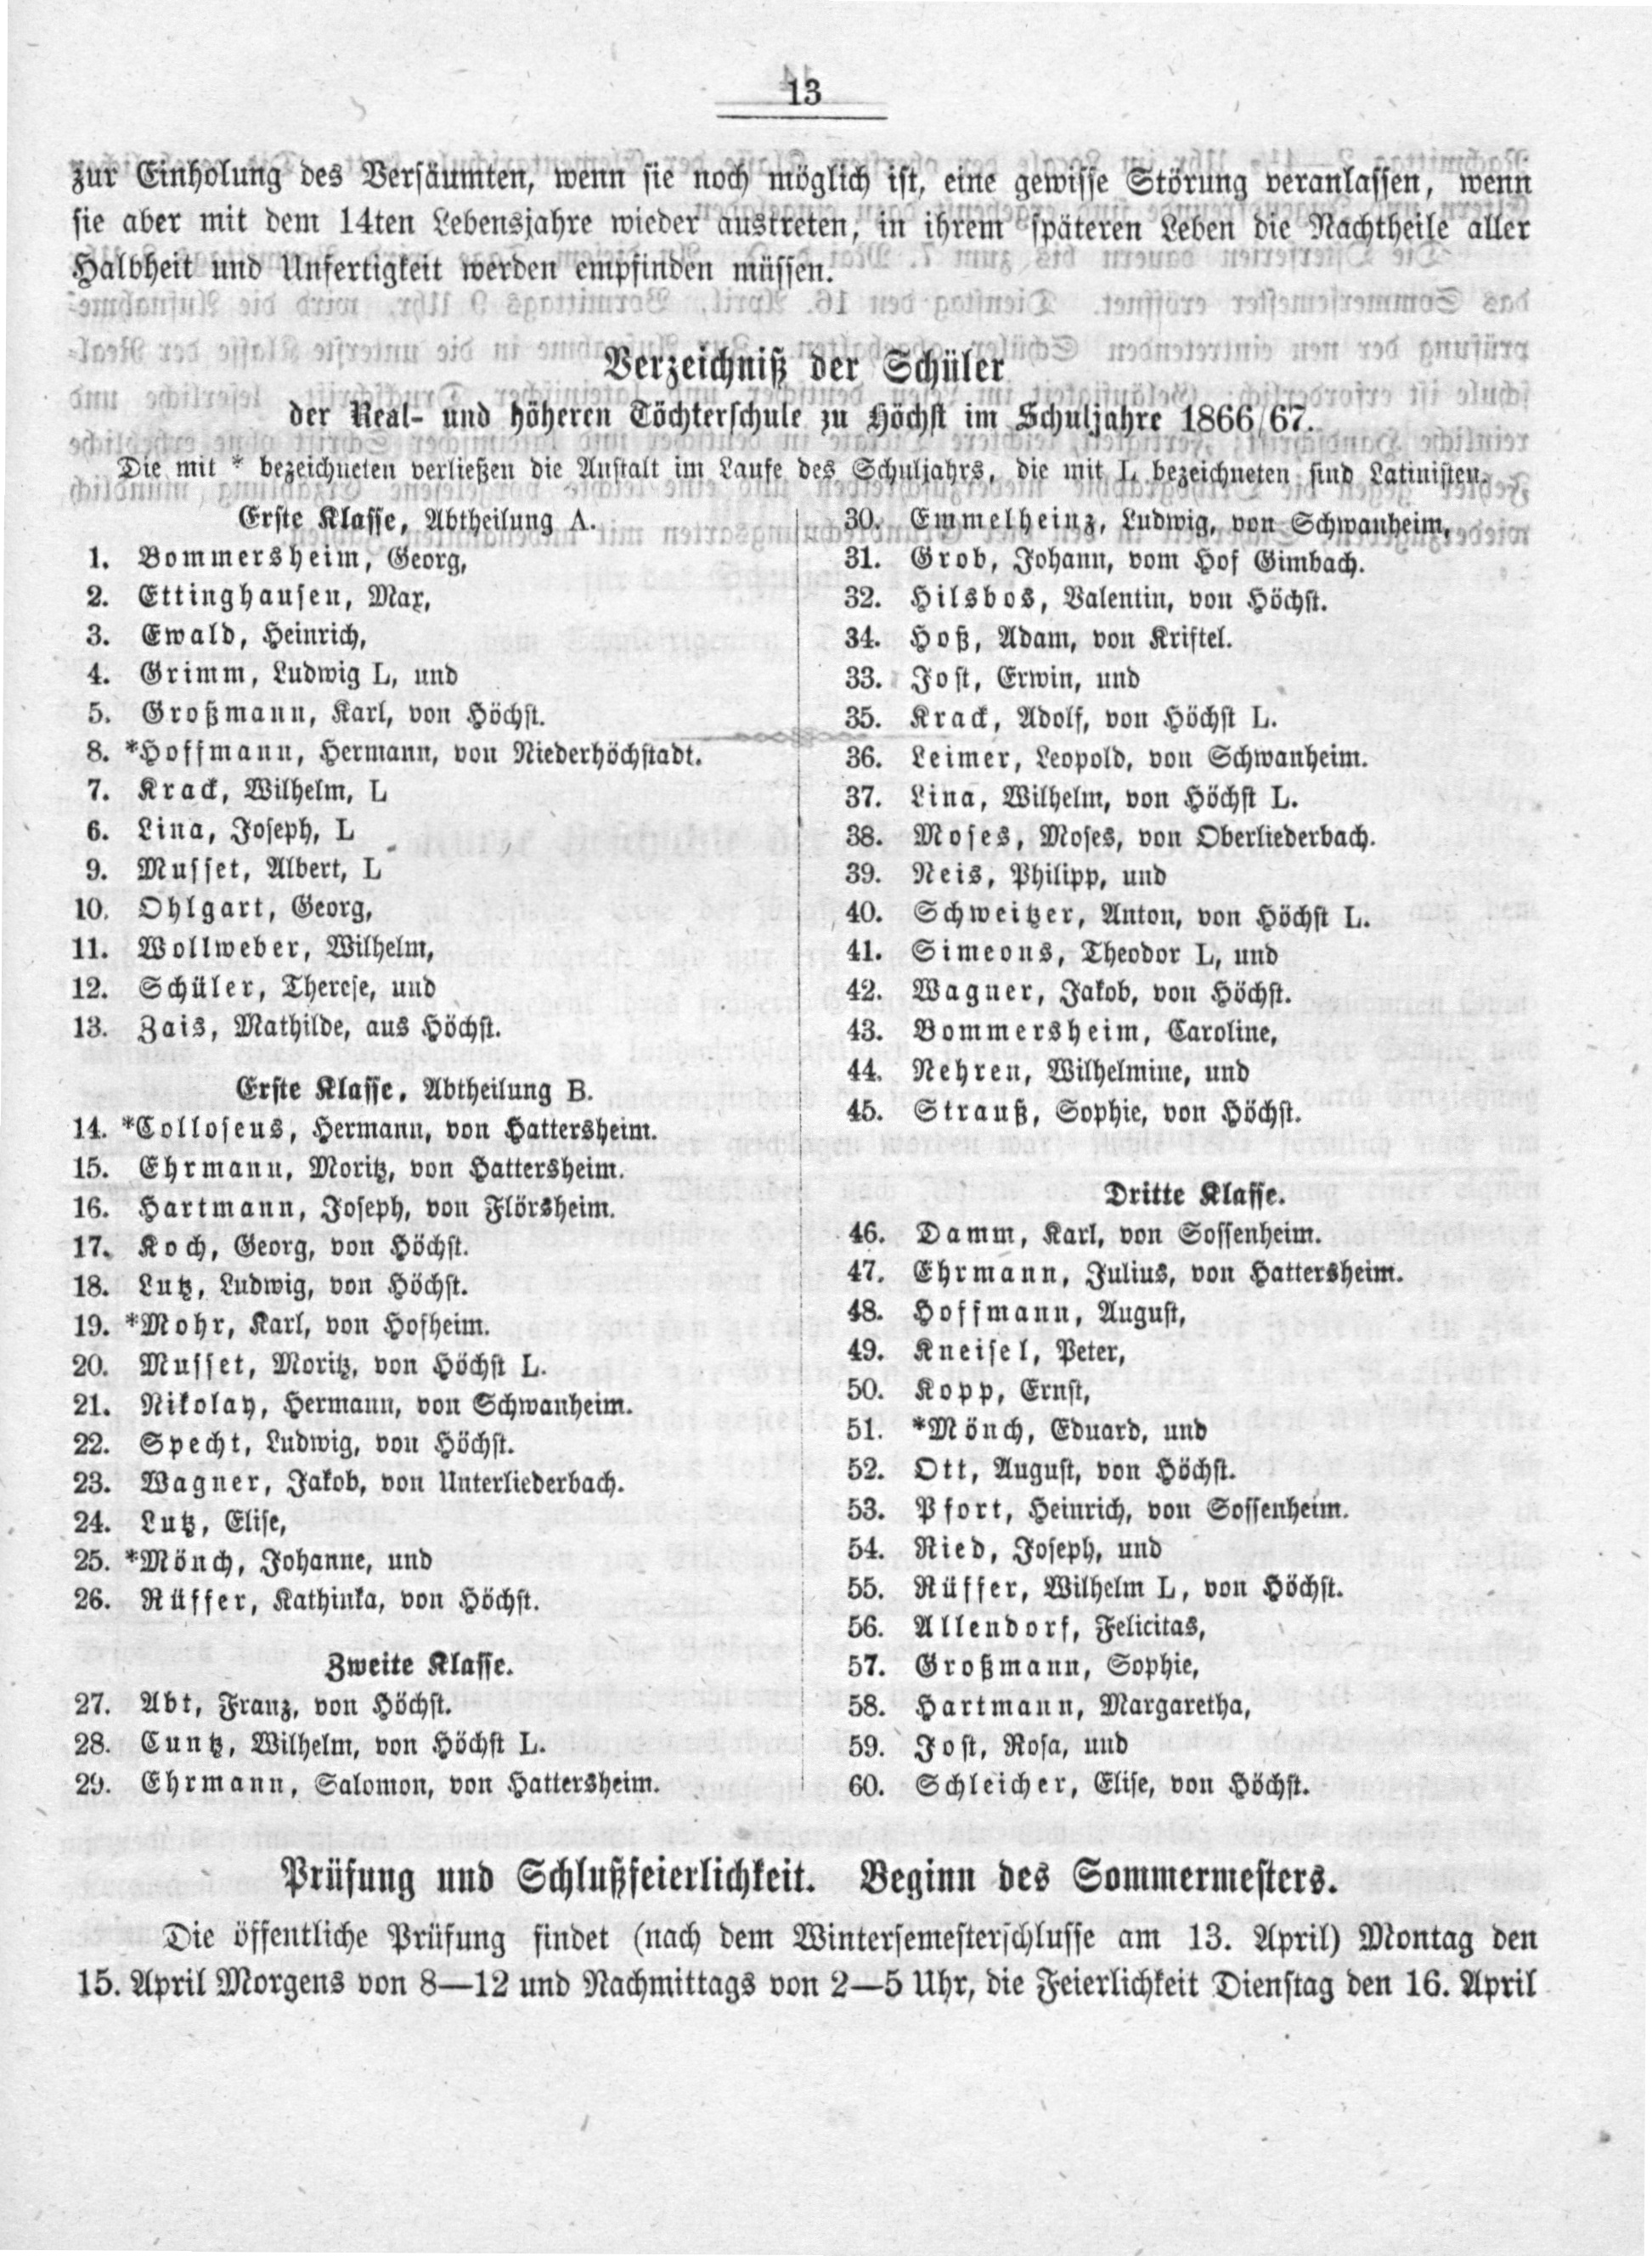 13
zur Einholung des Versäumten, wenn sie noch möglich ist, eine gewisse Störung veranlassen, wenn
sie aber mit dem 14ten Lebensjahre wieder austreten, in ihrem späteren Leben die Nachtheile aller
Halbheit und Unfertigkeit werden empfinden müssen.
Verzeichniß der Schüler
der Real- und höheren Töchterschule zu Höchst im Schuljahre 1866/67.
Die mit * bezeichneten verließen die Anstalt im Laufe des Schuljahrs, die mit L bezeichneten sind Latinisten.
Erste Klasse, Abtheilung A.
1. Bommersheim, Georg,
2. Ettinghausen, Max,
3. Ewald, Heinrich,
4. Grimm, Ludwig L, und
5. Großmann, Karl, von Höchst.
8. *Hoffmann, Hermann, von Niederhöchstadt.
7. Krack, Wilhelm, L
6. Lina, Joseph, L
9. Musset, Albert, L
10. Ohlgart, Georg,
11. Wollweber, Wilhelm,
12. Schüler, Therese, und
13. Zais, Mathilde, aus Höchst.
Erste Klasse, Abtheilung B.
14. *Colloseus, Hermann, von Hattersheim.
15. Ehrmann, Moritz, von Hattersheim.
16. Hartmann, Joseph, von Flörsheim.
17. Koch, Georg, von Höchst.
18. Lutz, Ludwig, von Höchst.
19. *Mohr, Karl, von Hofheim.
20. Musset, Moritz, von Höchst L.
21. Nikolay, Hermann, von Schwanheim.
22. Specht, Ludwig, von Höchst.
23. Wagner, Jakob, von Unterliederbach.
24. Lutz, Elise,
25. *Mönch, Johanne, und
26. Rüffer, Kathinka, von Höchst.
Zweite Klasse.
27. Abt, Franz, von Höchst.
28. Cuntz, Wilhelm, von Höchst L.
29. Ehrmann, Salomon, von Hattersheim.
30. Emmelheinz, Ludwig, von Schwanheim,
31. Grob, Johann, vom Hof Gimbach.
32. Hilsbos, Valentin, von Höchst.
34. Hoß, Adam, von Kriftel.
33. Jost, Erwin, und
35. Krack, Adolf, von Höchst L.
36. Leimer, Leopold, von Schwanheim.
37. Lina, Wilhelm, von Höchst L.
38. Moses, Moses, von Oberliederbach.
39. Neis, Philipp, und
40. Schweitzer, Anton, von Höchst L.
41. Simeons, Theodor L, und
42. Wagner, Jakob, von Höchst.
43. Bommersheim, Caroline,
44. Nehren, Wilhelmine, und
45. Strauß, Sophie, von Höchst.
Dritte Klasse.
46. Damm, Karl, von Sossenheim.
47. Ehrmann, Julius, von Hattersheim.
48. Hoffmann, August,
49. Kneisel, Peter,
50. Kopp, Ernst,
51. *Mönch, Eduard, und
52. Ott, August, von Höchst.
53. Pfort, Heinrich, von Sossenheim.
54. Ried, Joseph, und
55. Rüffer, Wilhelm L, von Höchst.
56. Allendorf, Felicitas,
57. Großmann, Sophie,
58. Hartmann, Margaretha,
59. Jost, Rosa, und
60. Schleicher, Elise, von Höchst.
Prüfung und Schlußfeierlichkeit. Beginn des Sommermesters.
Die öffentliche Prüfung findet (nach dem Wintersemesterschlusse am 13. April) Montag den
15. April Morgens von 8—12 und Nachmittags von 2—5 Uhr, die Feierlichkeit Dienstag den 16. April